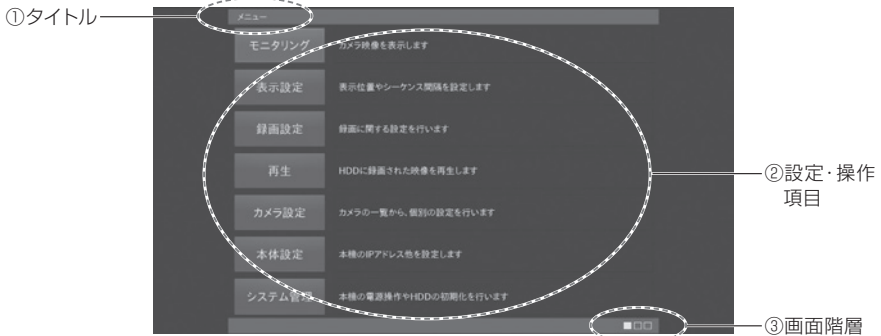 ①タイトル
メニュー
モニタリング カメラ映像を表示します
表示設定 表示位置やシーケンス間隔を設定します
録画設定 録画に関する設定を行います
再生 HDDに録画された映像を再生します
②設定･操作
項目
カメラ設定 カメラの一覧から、個別の設定を行います
本体設定 本機のIPアドレス他を設定します
システム管理 本機の電源操作やHDDの初期化を行います
③画面階層